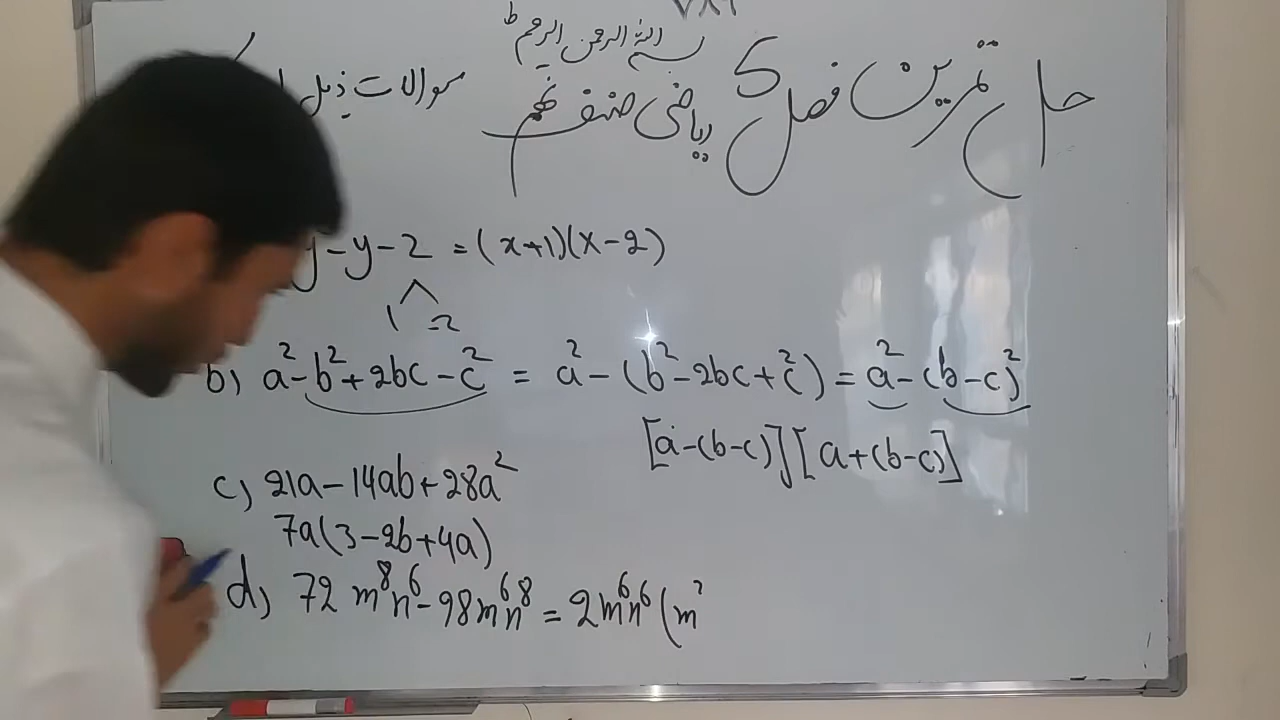 بسم الله الرحمن الرحیم
حل تمرین فصل 5 ریاضی صنف نهم
سوالات ذیل
y-y-2 = (x+1)(x-2)
1 -2
b) a²-b²+2bc-c² = a²-(b²-2bc+c²) = a²-(b-c)²
[a-(b-c)][a+(b-c)]
c) 21a-14ab+28a²
7a(3-2b+4a)
d) 72m⁸n⁶-98m⁶n⁸ = 2m⁶n⁶(m²